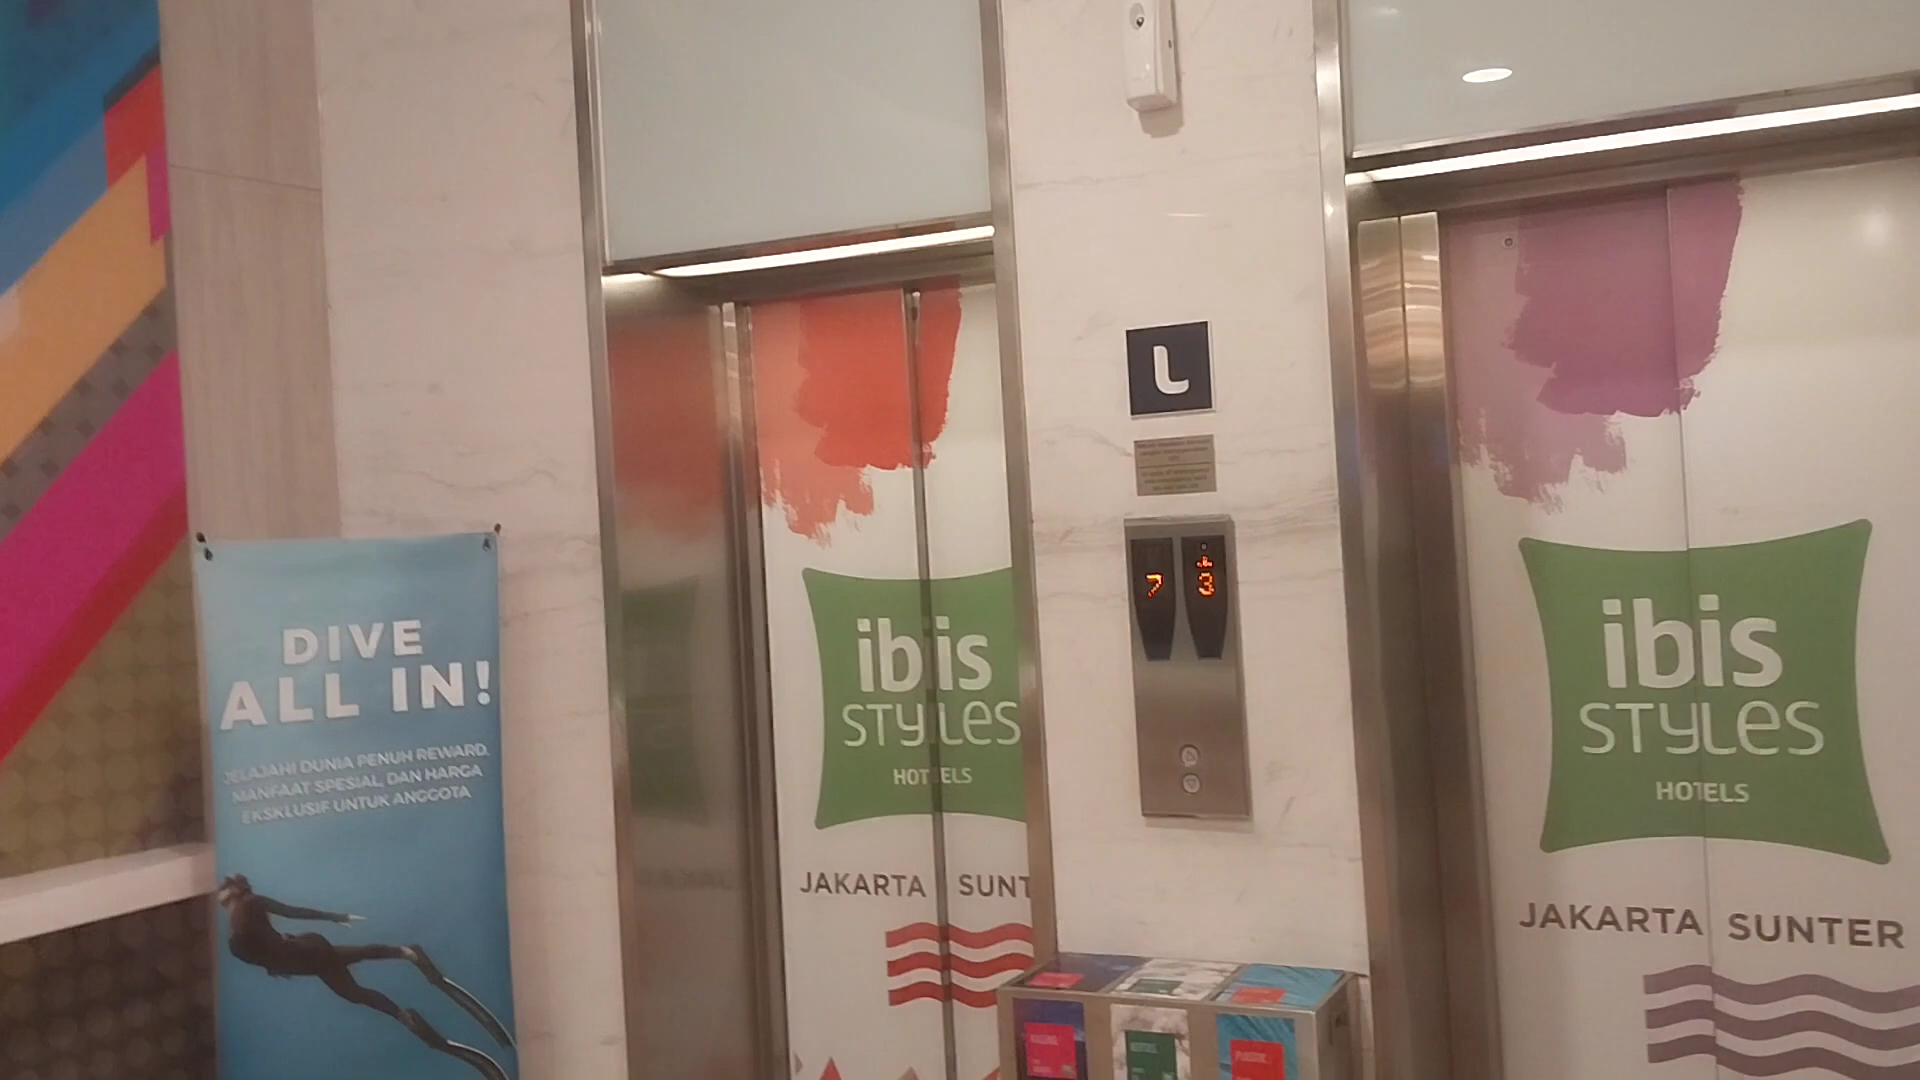 DIVE
ALL IN!
JELAJAHI DUNIA PENUH REWARD,
MANFAAT SPESIAL, DAN HARGA
EKSKLUSIF UNTUK ANGGOTA
ibis
STYLES
HOTELS
JAKARTA SUNT
L
7 3
ibis
STYLES
HOTELS
JAKARTA SUNTER